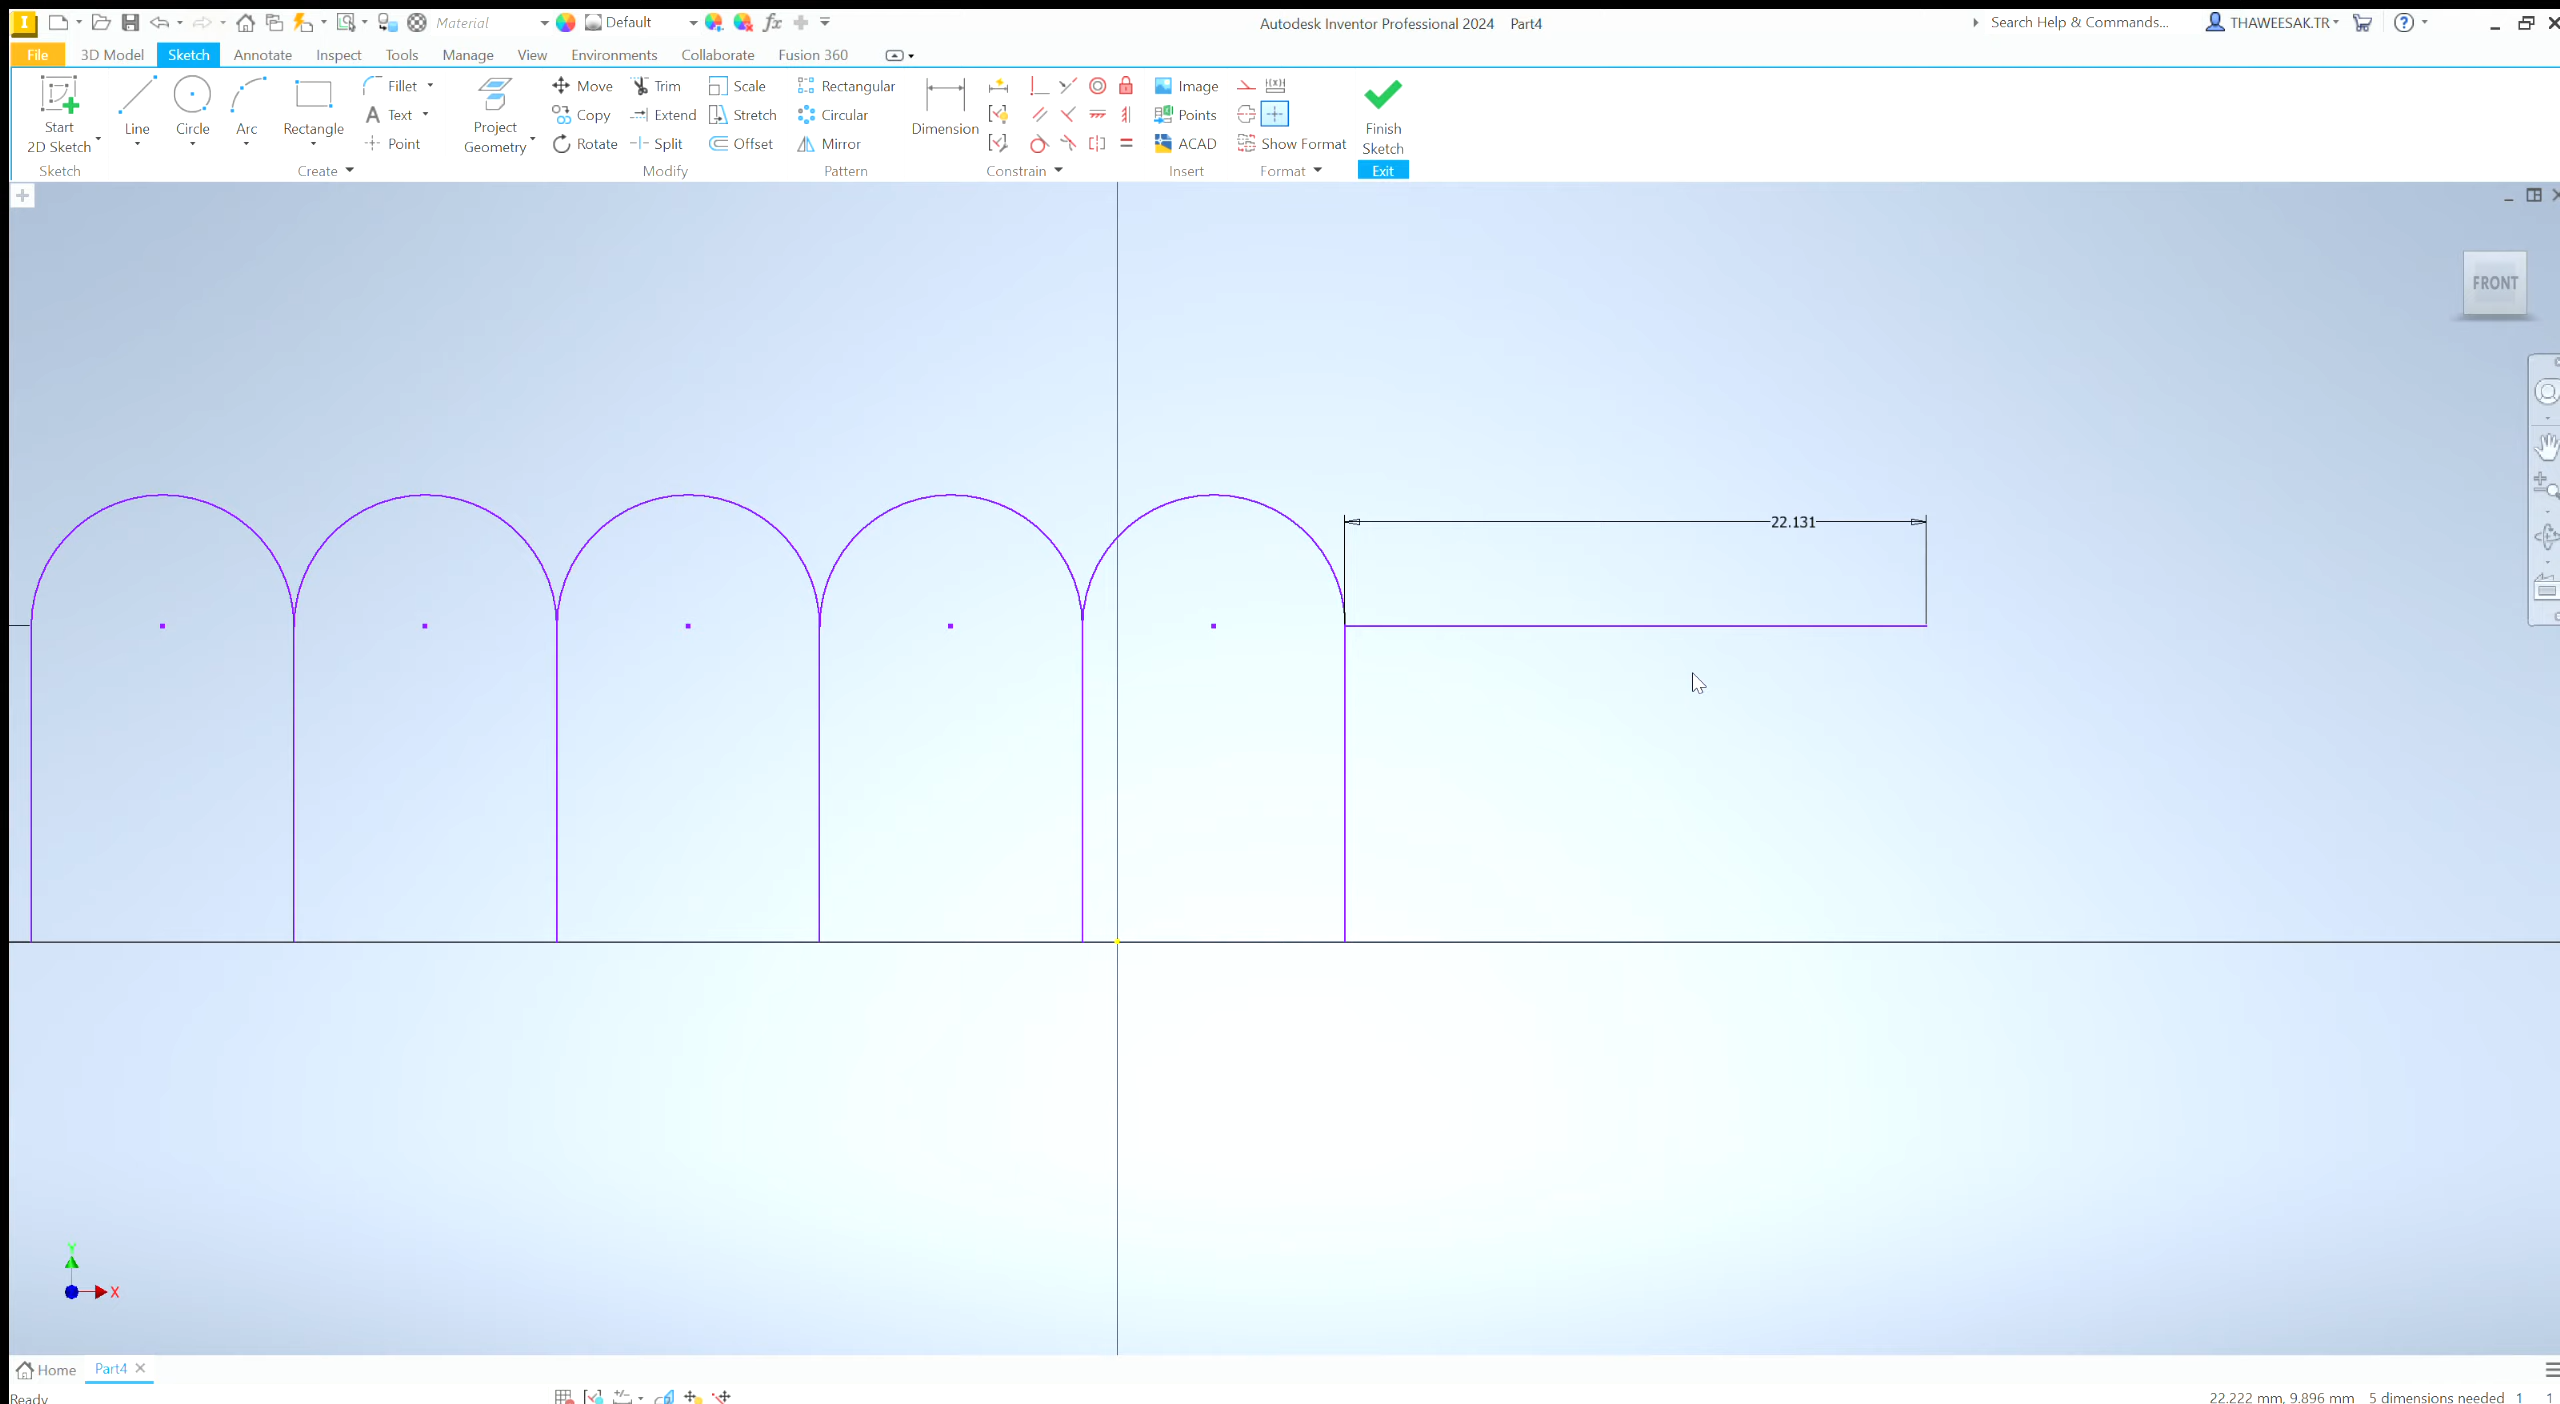 I Material Default fx Autodesk Inventor Professional 2024 Part4 Search Help & Commands... THAWEESAK.TR
File 3D Model Sketch Annotate Inspect Tools Manage View Environments Collaborate Fusion 360
Start 2D Sketch Line Circle Arc Rectangle Fillet Text Point Project Geometry Move Copy Rotate Trim Extend Split Scale Stretch Offset Rectangular Circular Mirror Dimension Image Points ACAD Show Format Finish Sketch
Sketch Create Modify Pattern Constrain Insert Format Exit
FRONT
22.131
Y
X
Home Part4
Ready 22.222 mm, 9.896 mm 5 dimensions needed 1 1